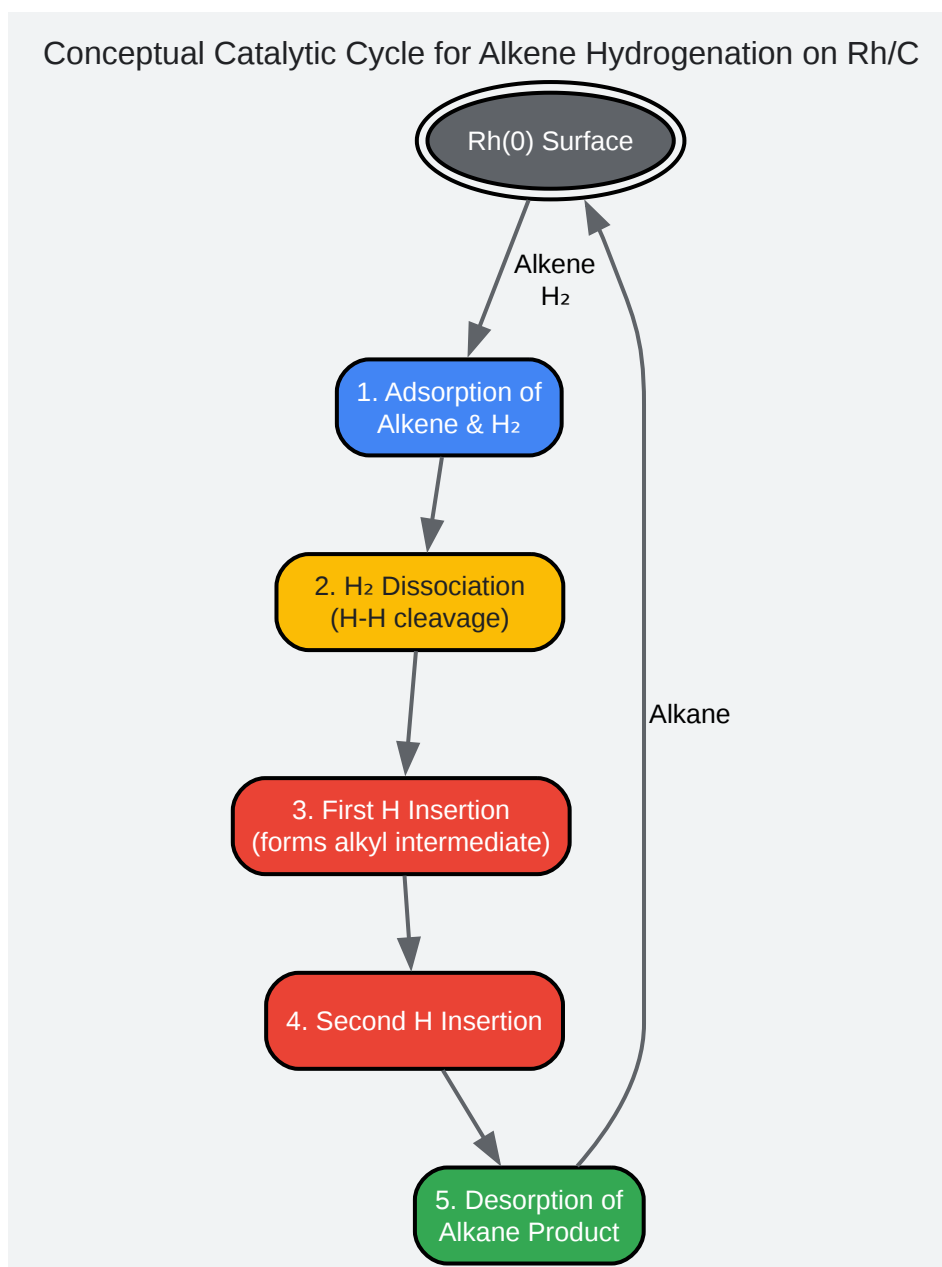 Conceptual Catalytic Cycle for Alkene Hydrogenation on Rh/C
Rh(0) Surface
Alkene
H₂
1. Adsorption of
Alkene & H₂
2. H₂ Dissociation
(H-H cleavage)
Alkane
3. First H Insertion
(forms alkyl intermediate)
4. Second H Insertion
5. Desorption of
Alkane Product